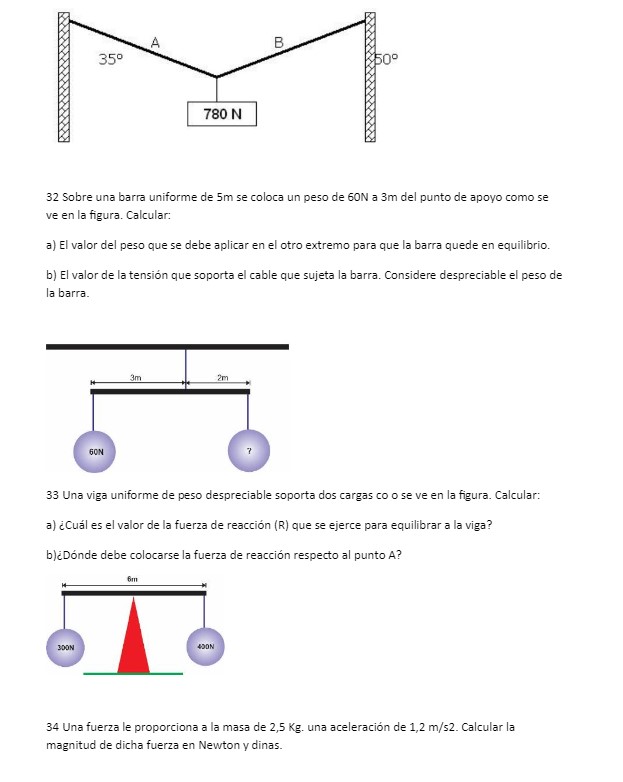 A
B
35º
50º
780 N
32 Sobre una barra uniforme de 5m se coloca un peso de 60N a 3m del punto de apoyo como se
ve en la figura. Calcular:
a) El valor del peso que se debe aplicar en el otro extremo para que la barra quede en equilibrio.
b) El valor de la tensión que soporta el cable que sujeta la barra. Considere despreciable el peso de
la barra.
3m
2m
60N
?
33 Una viga uniforme de peso despreciable soporta dos cargas co o se ve en la figura. Calcular:
a) ¿Cuál es el valor de la fuerza de reacción (R) que se ejerce para equilibrar a la viga?
b)¿Dónde debe colocarse la fuerza de reacción respecto al punto A?
6m
300N
400N
34 Una fuerza le proporciona a la masa de 2,5 Kg. una aceleración de 1,2 m/s2. Calcular la
magnitud de dicha fuerza en Newton y dinas.